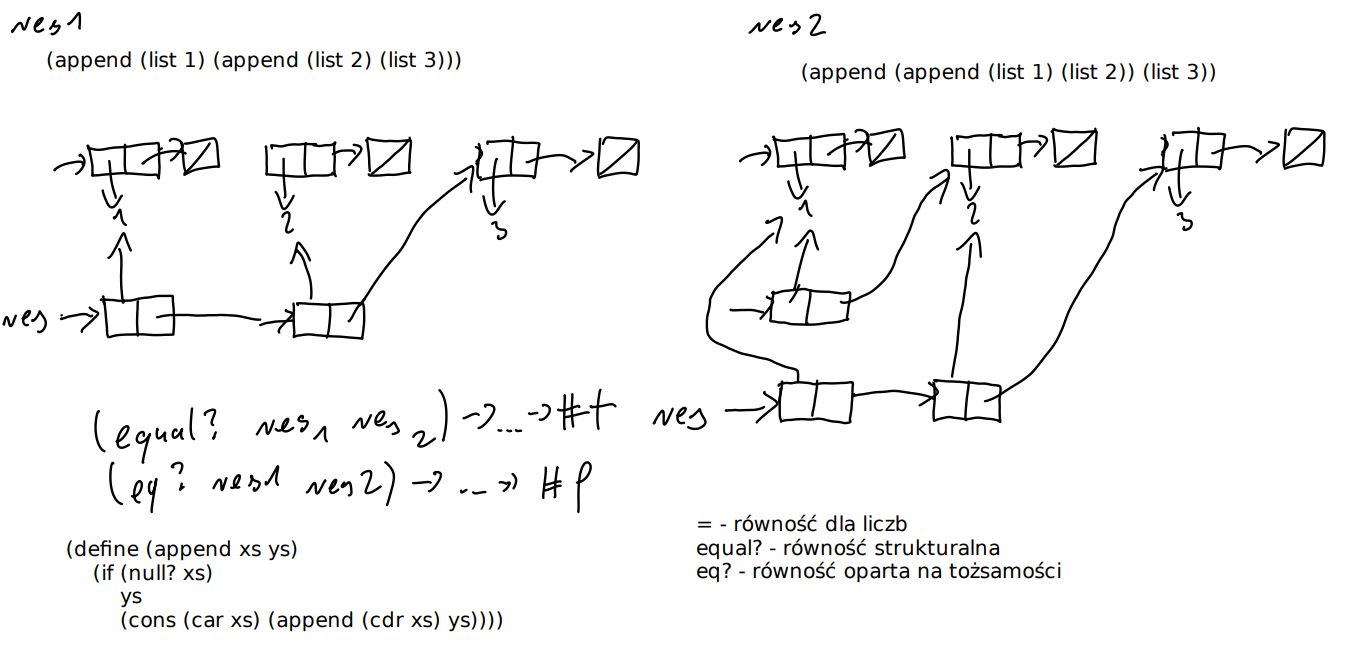 res1
(append (list 1) (append (list 2) (list 3)))
1
2
3
res
res2
(append (append (list 1) (list 2)) (list 3))
1
2
3
res
(equal? res1 res2) -> ... -> #t
(eq? res1 res2) -> ... -> #f
(define (append xs ys)
(if (null? xs)
ys
(cons (car xs) (append (cdr xs) ys))))
= - równość dla liczb
equal? - równość strukturalna
eq? - równość oparta na tożsamości